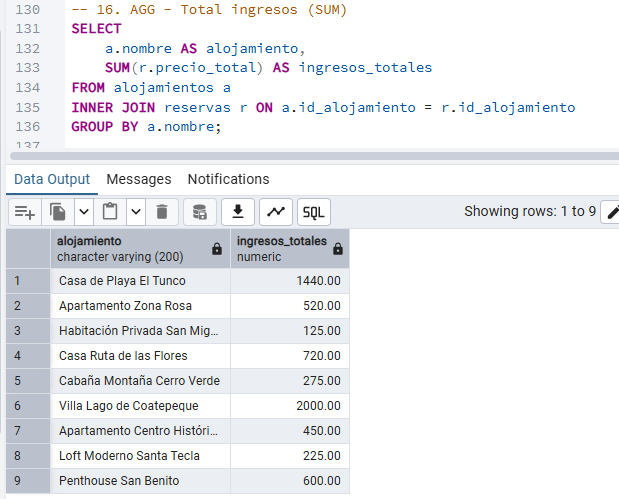 130 -- 16. AGG - Total ingresos (SUM)
131 SELECT
132 a.nombre AS alojamiento,
133 SUM(r.precio_total) AS ingresos_totales
134 FROM alojamientos a
135 INNER JOIN reservas r ON a.id_alojamiento = r.id_alojamiento
136 GROUP BY a.nombre;
137
Data Output Messages Notifications
SQL Showing rows: 1 to 9
alojamiento ingresos_totales
character varying (200) numeric
1 Casa de Playa El Tunco 1440.00
2 Apartamento Zona Rosa 520.00
3 Habitación Privada San Mig... 125.00
4 Casa Ruta de las Flores 720.00
5 Cabaña Montaña Cerro Verde 275.00
6 Villa Lago de Coatepeque 2000.00
7 Apartamento Centro Históri... 450.00
8 Loft Moderno Santa Tecla 225.00
9 Penthouse San Benito 600.00